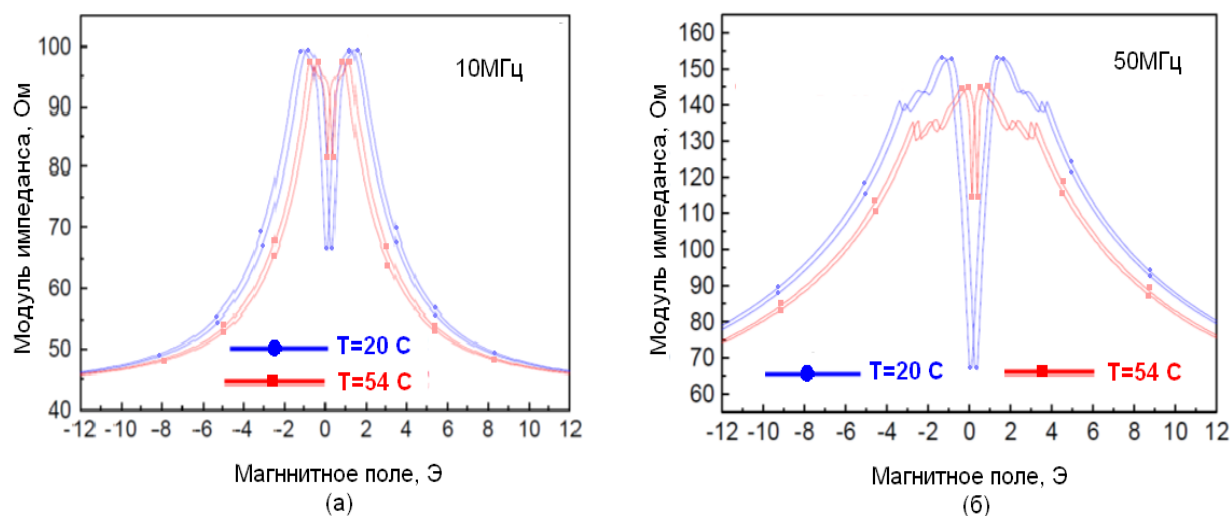 10МГц
Модуль импеданса, Ом
100
90
80
70
60
50
40
-12 -10 -8 -6 -4 -2 0 2 4 6 8 10 12
T=20 C
T=54 C
Магннитное поле, Э
(а)
50МГц
Модуль импеданса, Ом
160
150
140
130
120
110
100
90
80
70
60
-12 -10 -8 -6 -4 -2 0 2 4 6 8 10 12
T=20 C
T=54 C
Магнитное поле, Э
(б)